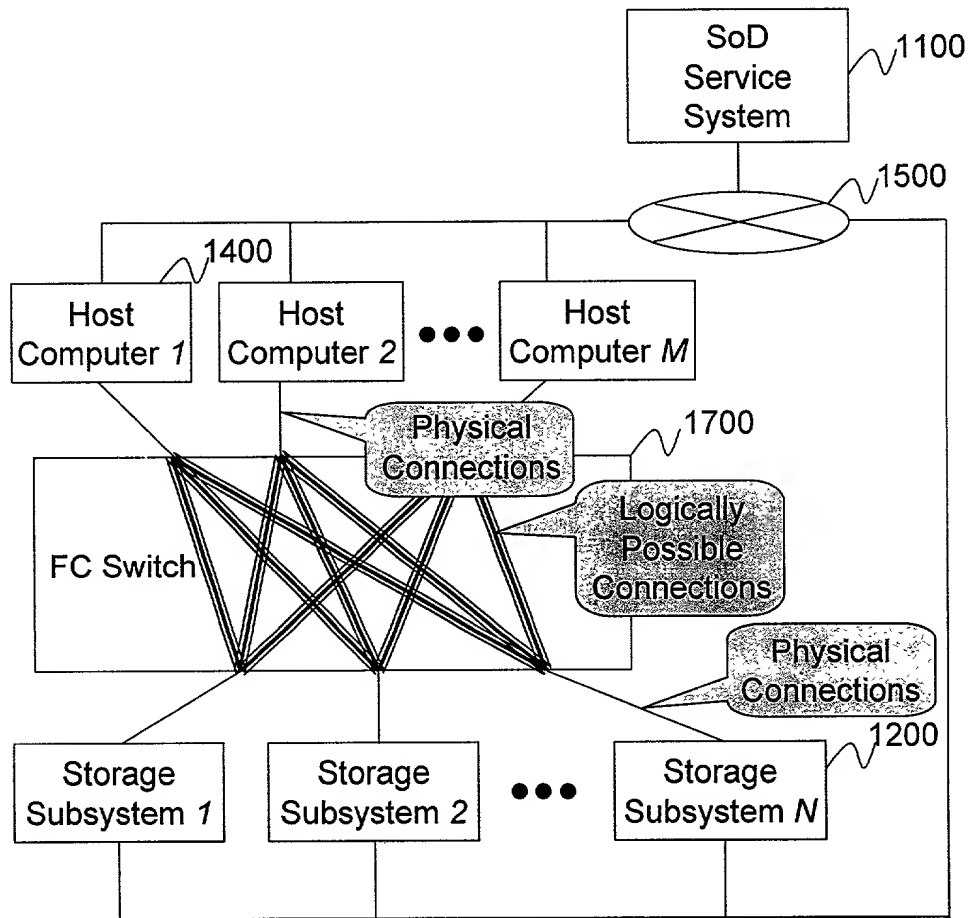 SoD
Service
System
1100
1500
1400
Host
Computer 1
Host
Computer 2
Host
Computer M
Physical
Connections
1700
FC Switch
Logically
Possible
Connections
Physical
Connections
1200
Storage
Subsystem 1
Storage
Subsystem 2
Storage
Subsystem N